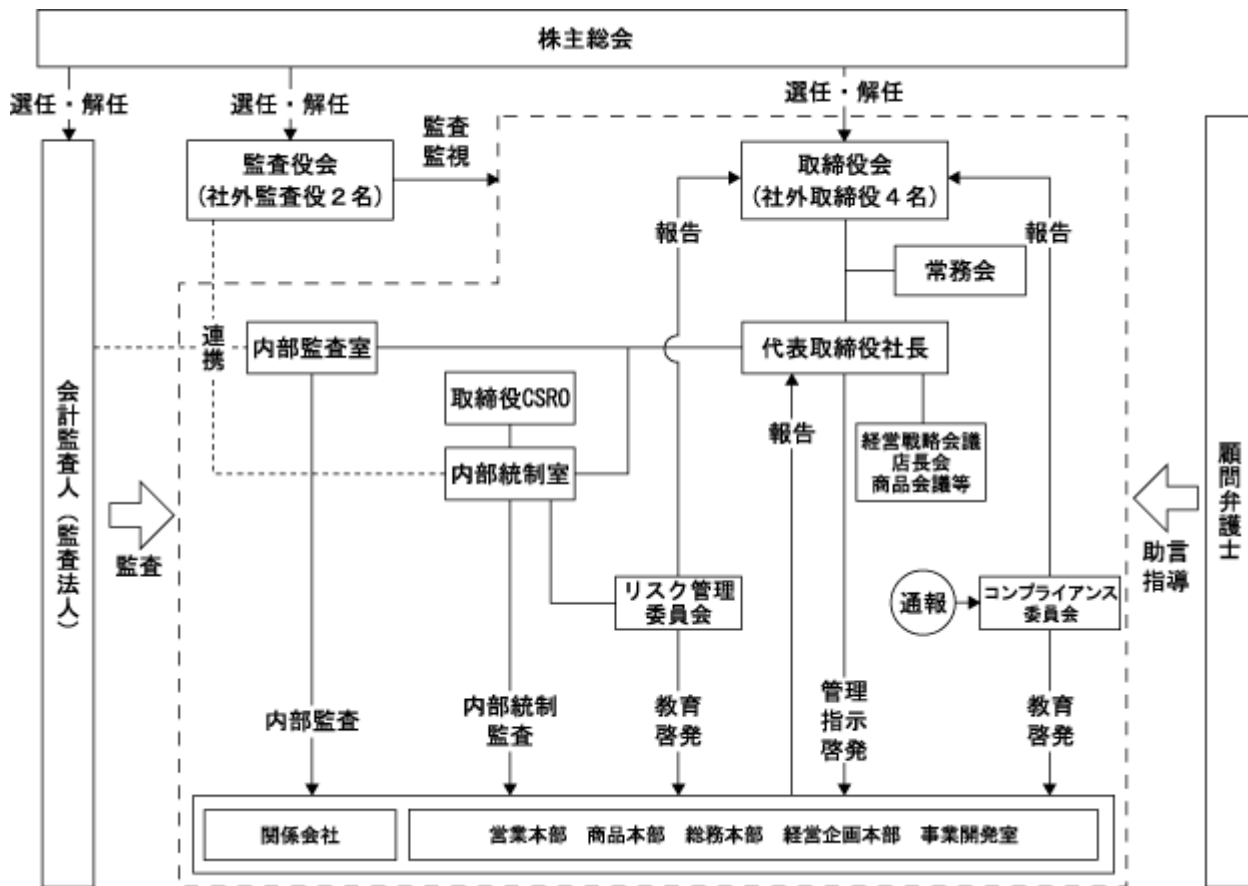 株主総会
選任・解任
選任・解任
選任・解任
監査
監視
監査役会
(社外監査役2名)
取締役会
(社外取締役4名)
報告
報告
常務会
連携
内部監査室
代表取締役社長
取締役CSRO
報告
経営戦略会議
店長会
商品会議等
内部統制室
会計監査人(監査法人)
監査
顧問弁護士
助言
指導
リスク管理
委員会
通報
コンプライアンス
委員会
内部監査
内部統制
監査
教育
啓発
管理
指示
啓発
教育
啓発
関係会社
営業本部 商品本部 総務本部 経営企画本部 事業開発室